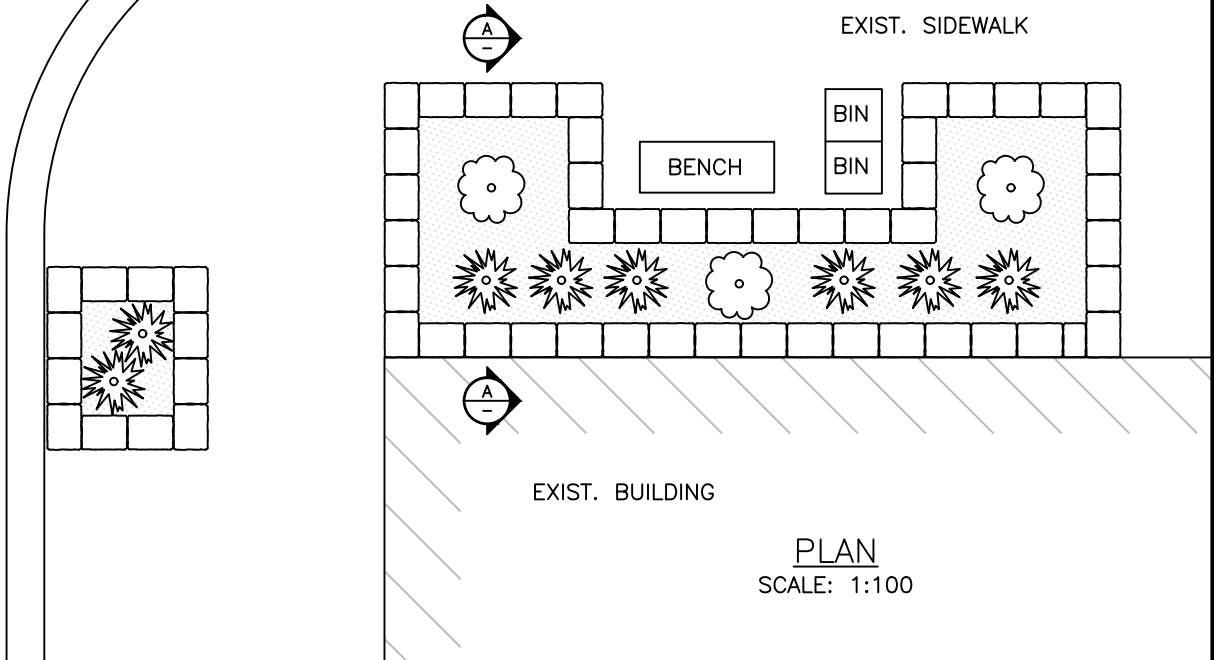 A
–
EXIST. SIDEWALK
BIN
BENCH
BIN
A
–
EXIST. BUILDING
PLAN
SCALE: 1:100